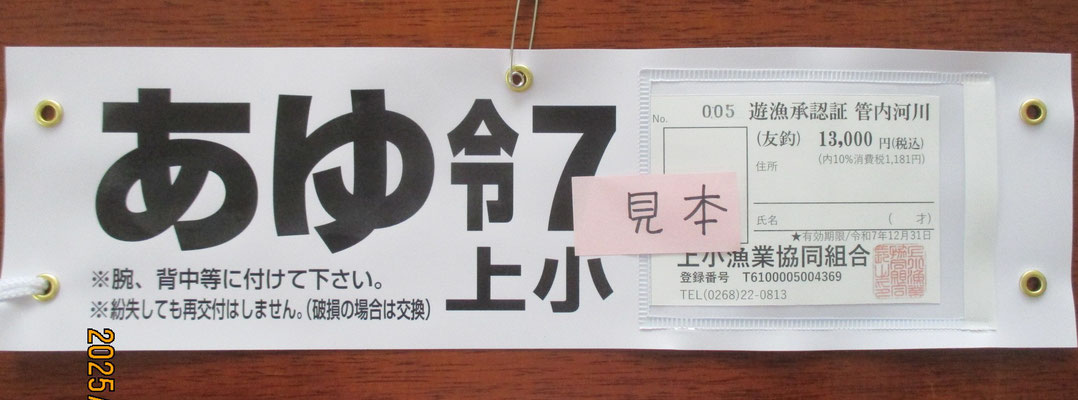 あゆ令7
上小
※腕、背中等に付けて下さい。
※紛失しても再交付はしません。(破損の場合は交換)
見本
No. 005 遊漁承認証 管内河川
(友釣) 13,000 円(税込)
(内10%消費税1,181円)
住所
氏名 ( 才)
★有効期限/令和7年12月31日
上小漁業協同組合
登録番号 T6100005004369
TEL(0268)22-0813
2025/